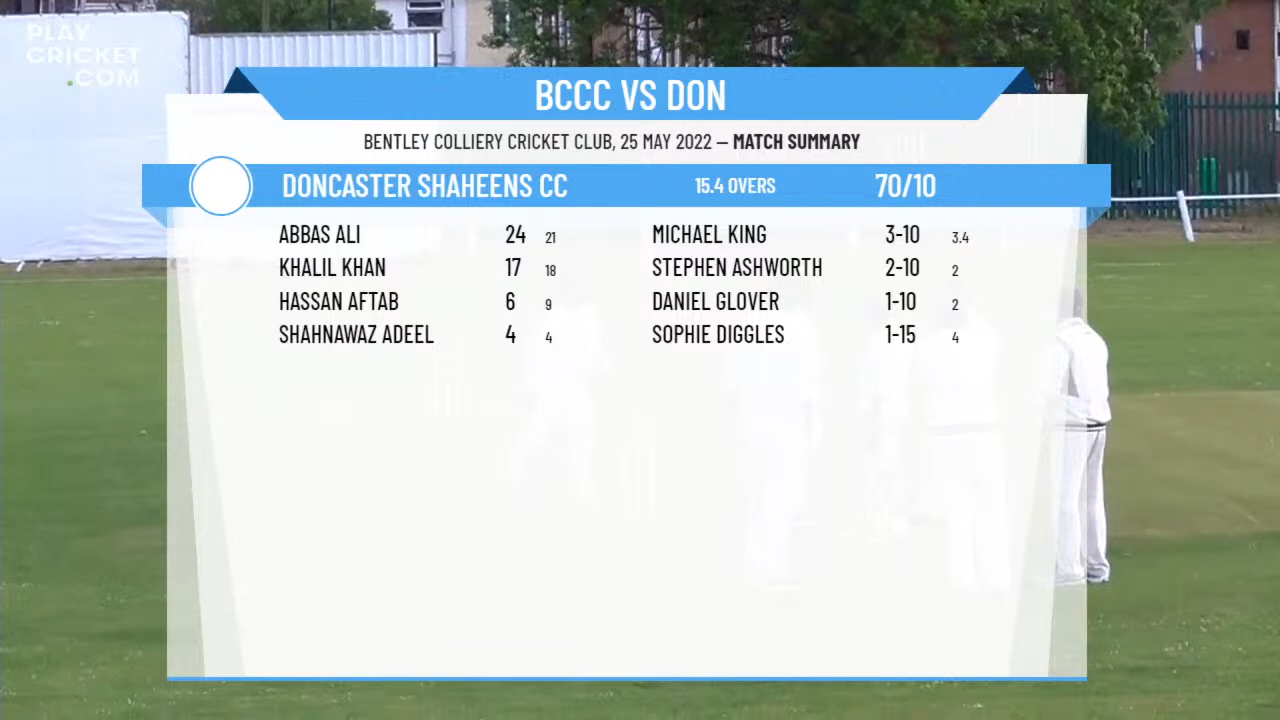 PLAY
CRICKET
.COM
BCCC VS DON
BENTLEY COLLIERY CRICKET CLUB, 25 MAY 2022 – MATCH SUMMARY
DONCASTER SHAHEENS CC 15.4 OVERS 70/10
ABBAS ALI 24 21 MICHAEL KING 3-10 3.4
KHALIL KHAN 17 18 STEPHEN ASHWORTH 2-10 2
HASSAN AFTAB 6 9 DANIEL GLOVER 1-10 2
SHAHNAWAZ ADEEL 4 4 SOPHIE DIGGLES 1-15 4